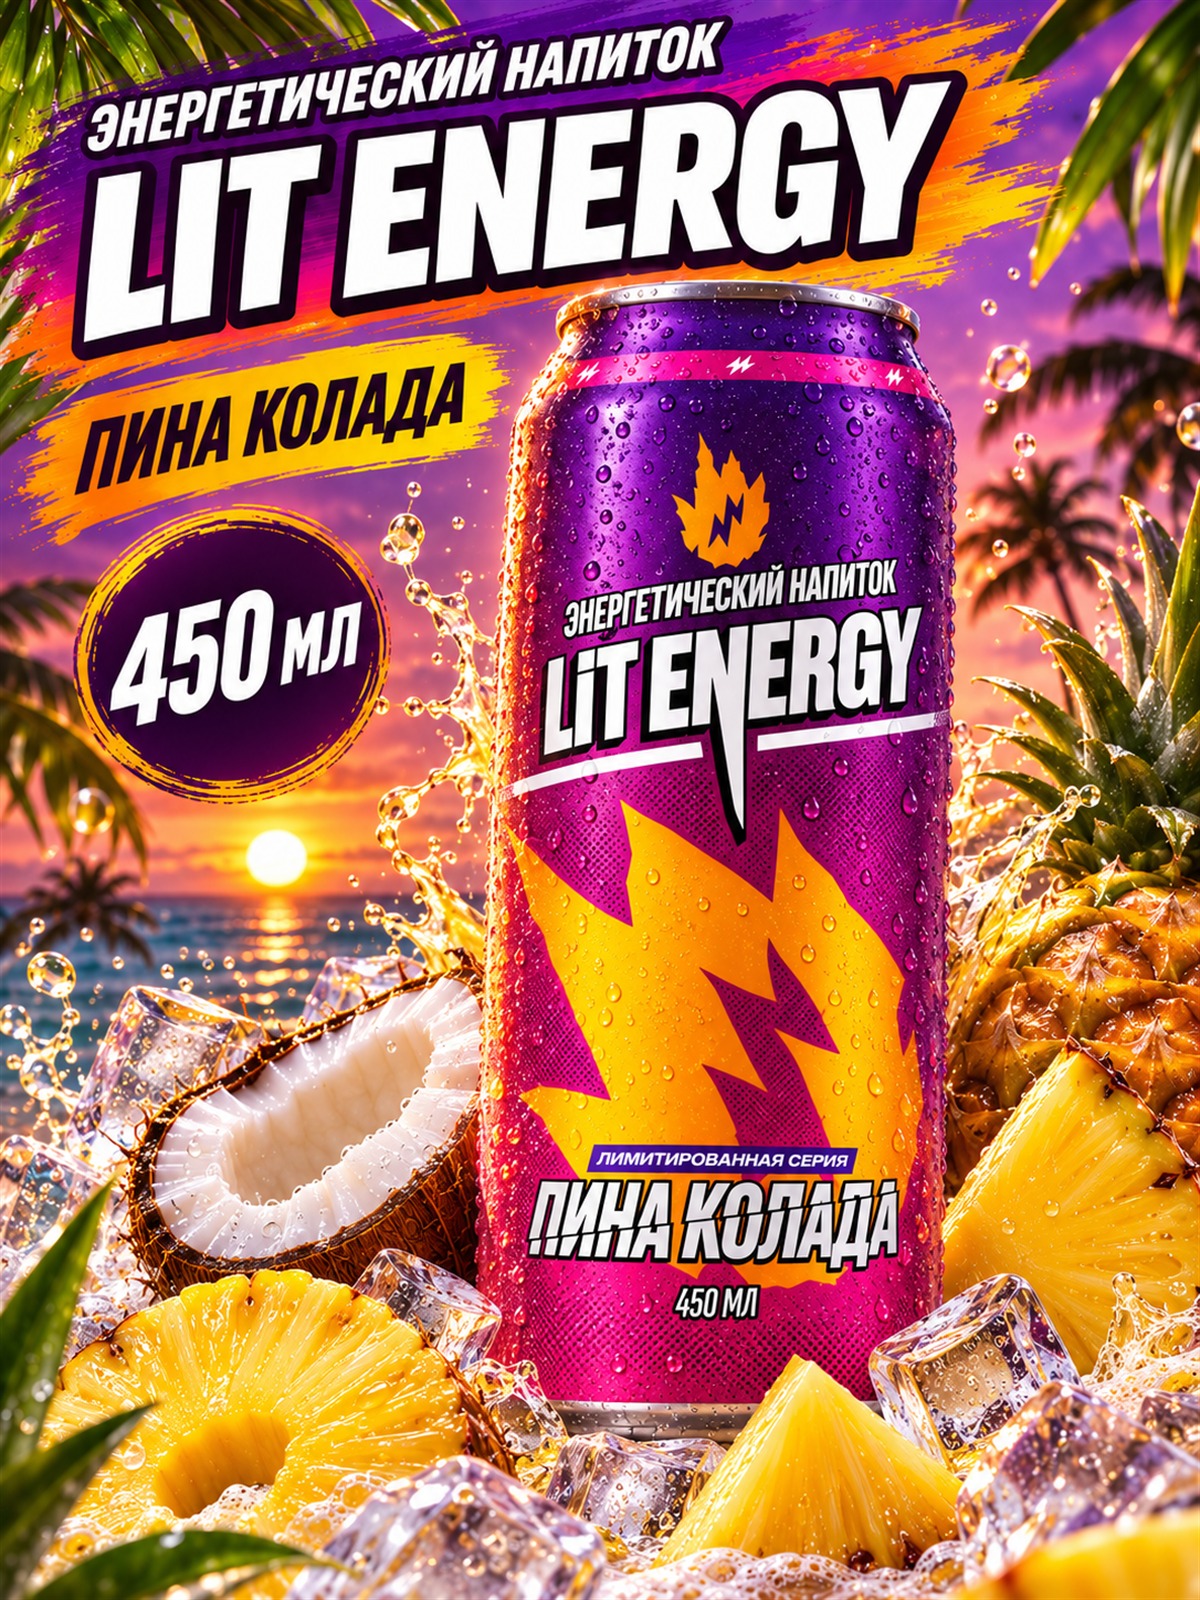 ЭНЕРГЕТИЧЕСКИЙ НАПИТОК
LIT ENERGY
ПИНА КОЛАДА
450 МЛ
ЭНЕРГЕТИЧЕСКИЙ НАПИТОК
LiT ENERGY
ЛИМИТИРОВАННАЯ СЕРИЯ
ПИНА КОЛАДА
450 МЛ